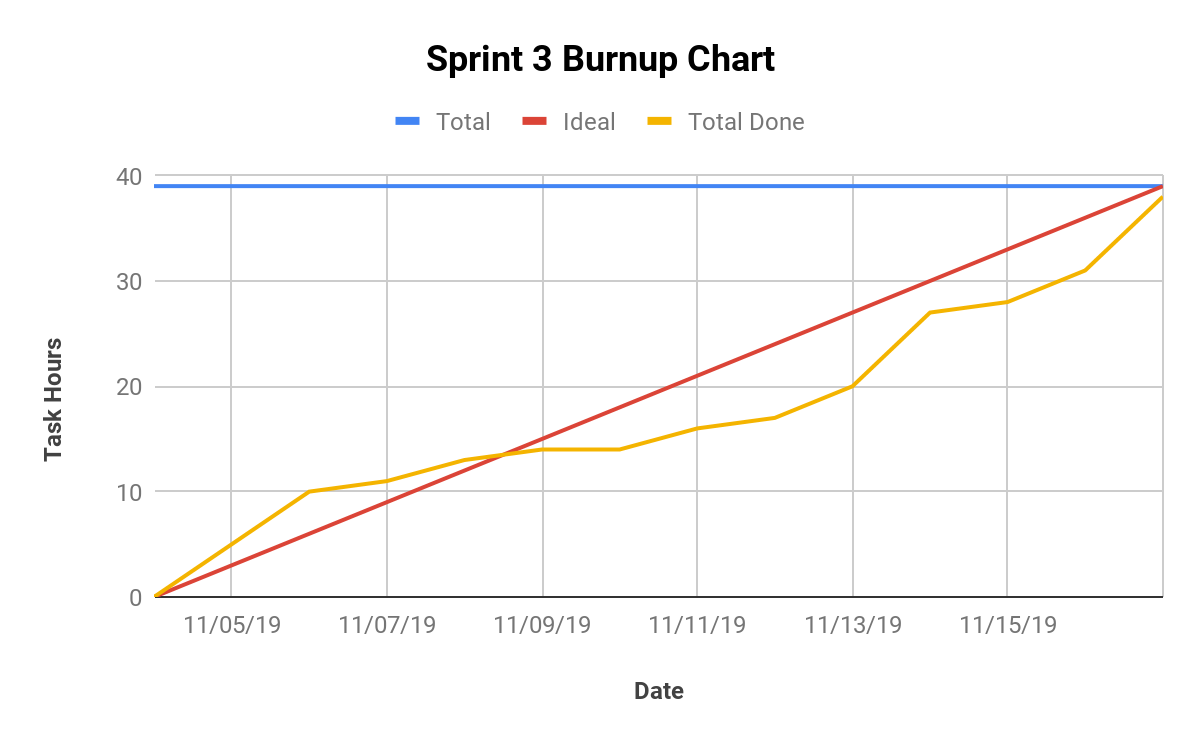 Sprint 3 Burnup Chart
Total Ideal Total Done
40
30
20
10
0
Task Hours
11/05/19 11/07/19 11/09/19 11/11/19 11/13/19 11/15/19
Date